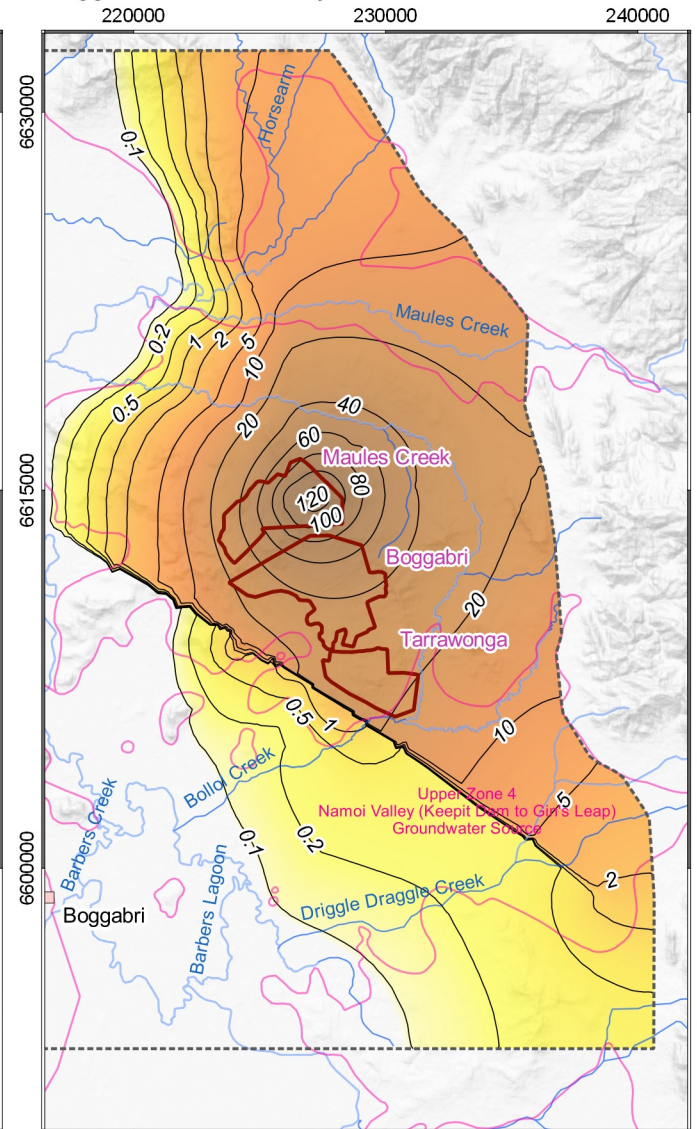 220000
230000
240000
6630000
Horsearm
0.1
Maules Creek
0.2
1
2
5
10
0.5
20
40
60
Maules Creek
80
120
100
Boggabri
20
Tarrawonga
0.5
1
10
Bolloi Creek
5
Upper Zone 4
Namoi Valley (Keepit Dam to Gin's Leap)
Groundwater Source
0.1
0.2
Barbers Creek
2
Driggle Draggle Creek
Boggabri
Barbers Lagoon
6615000
6600000